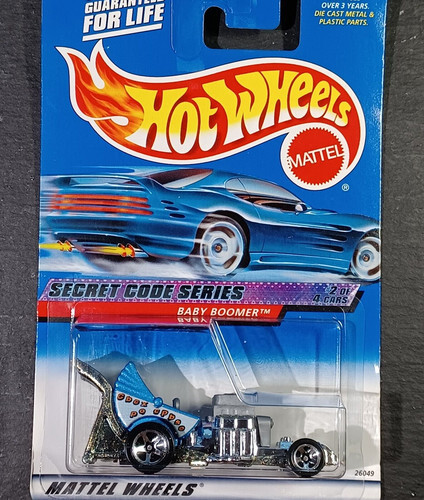 GUARANTEED
FOR LIFE
OVER 3 YEARS.
DIE CAST METAL &
PLASTIC PARTS.
HOT WHEELS
MATTEL
®
SECRET CODE SERIES
2 OF
4 CARS
BABY BOOMER™
26049
MATTEL WHEELS